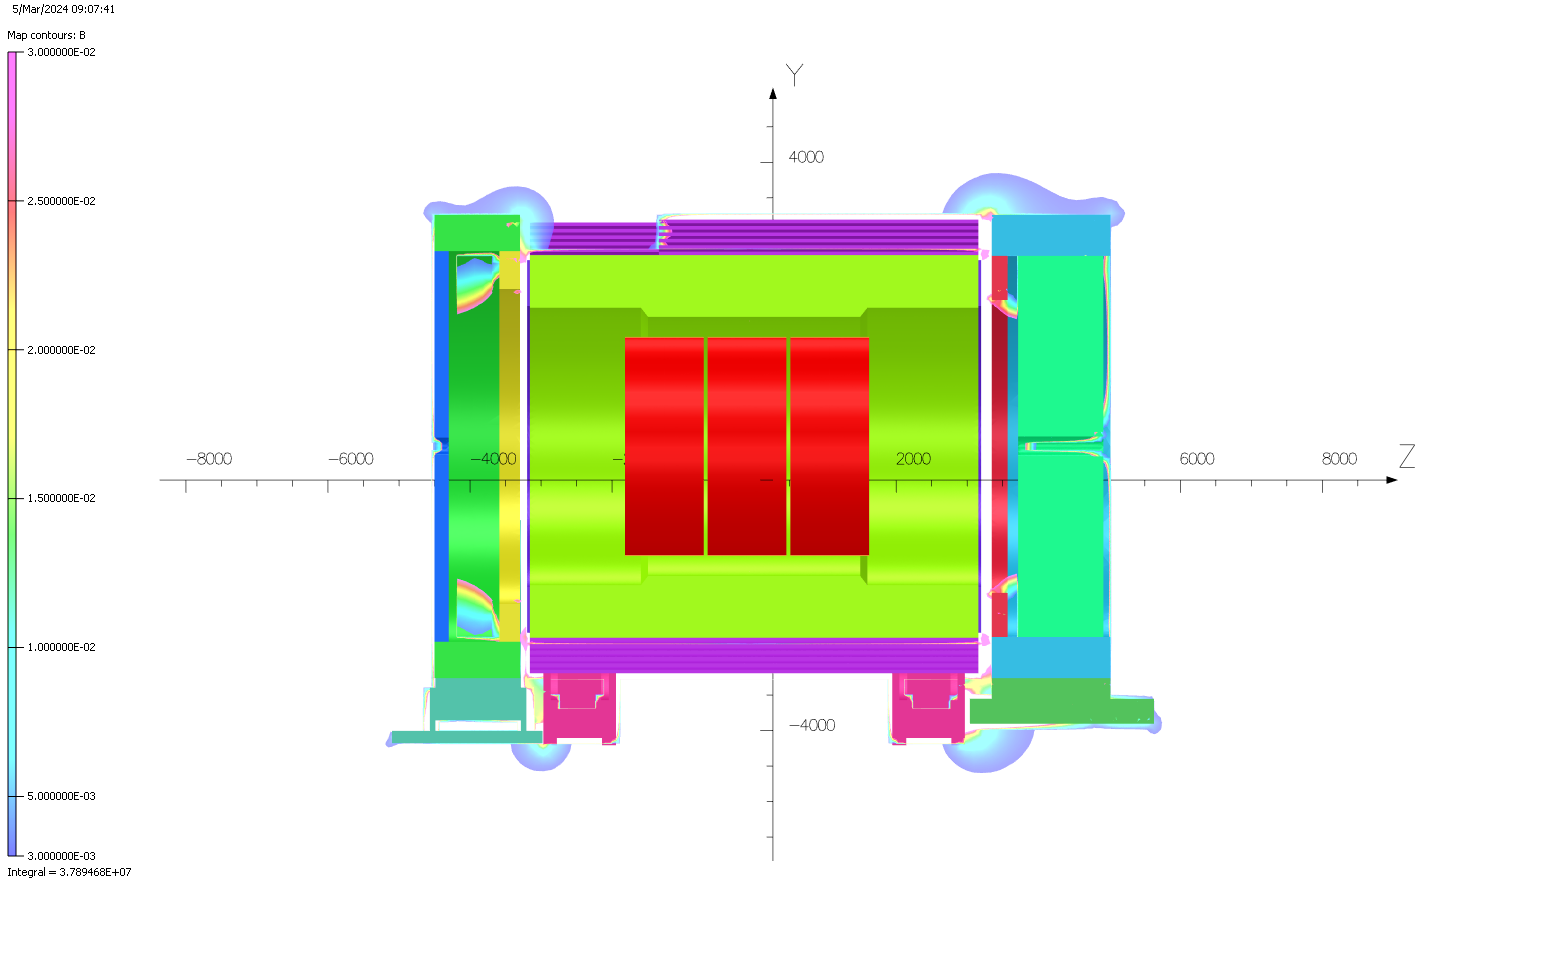 5/Mar/2024 09:07:41
Map contours: B
3.000000E-02
2.500000E-02
2.000000E-02
1.500000E-02
1.000000E-02
5.000000E-03
3.000000E-03
Integral = 3.789468E+07
Y
4000
−8000 −6000 −4000 2000 6000 8000 Z
−4000